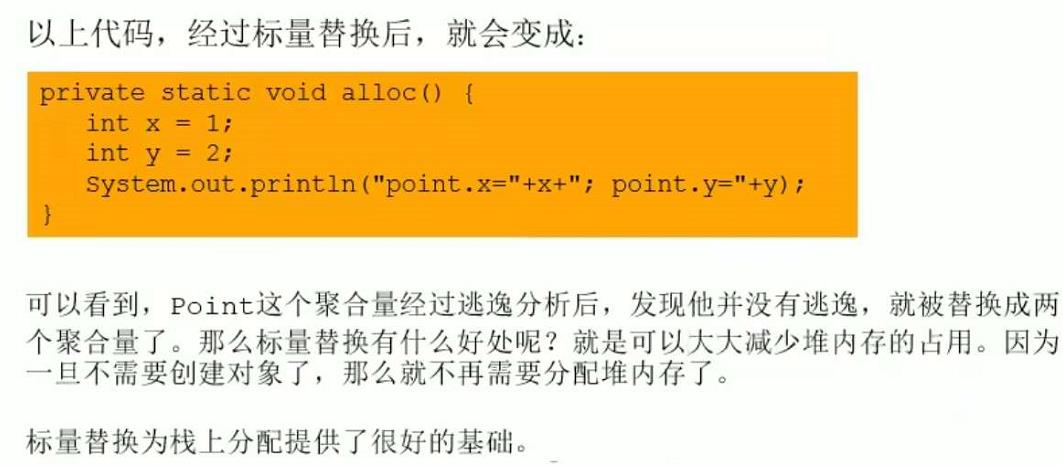 以上代码，经过标量替换后，就会变成：
private static void alloc() {
int x = 1;
int y = 2;
System.out.println("point.x="+x+"; point.y="+y);
}
可以看到，Point这个聚合量经过逃逸分析后，发现他并没有逃逸，就被替换成两
个聚合量了。那么标量替换有什么好处呢？就是可以大大减少堆内存的占用。因为
一旦不需要创建对象了，那么就不再需要分配堆内存了。
标量替换为栈上分配提供了很好的基础。